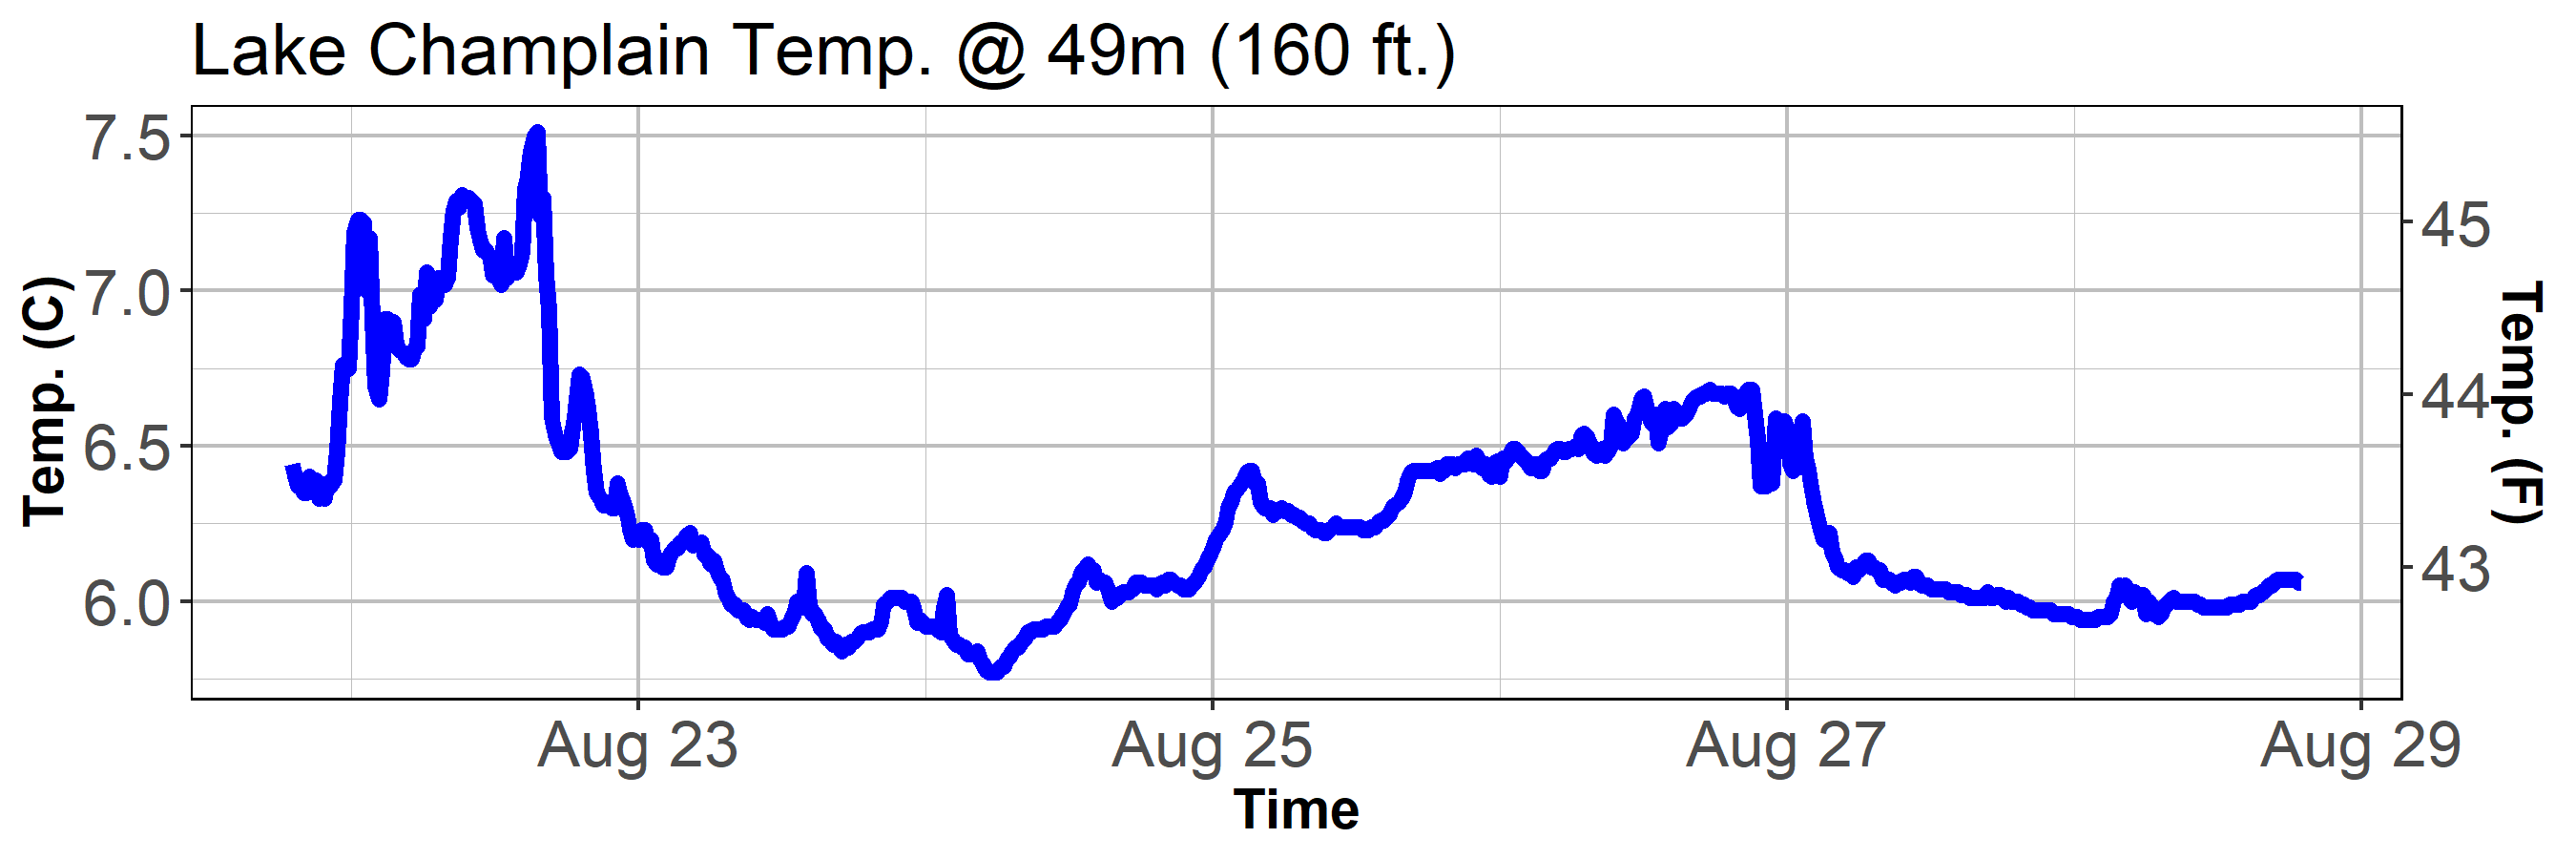 Lake Champlain Temp. @ 49m (160 ft.)
7.5
7.0
6.5
6.0
Temp. (C)
45
44
43
Temp. (F)
Aug 23
Aug 25
Aug 27
Aug 29
Time